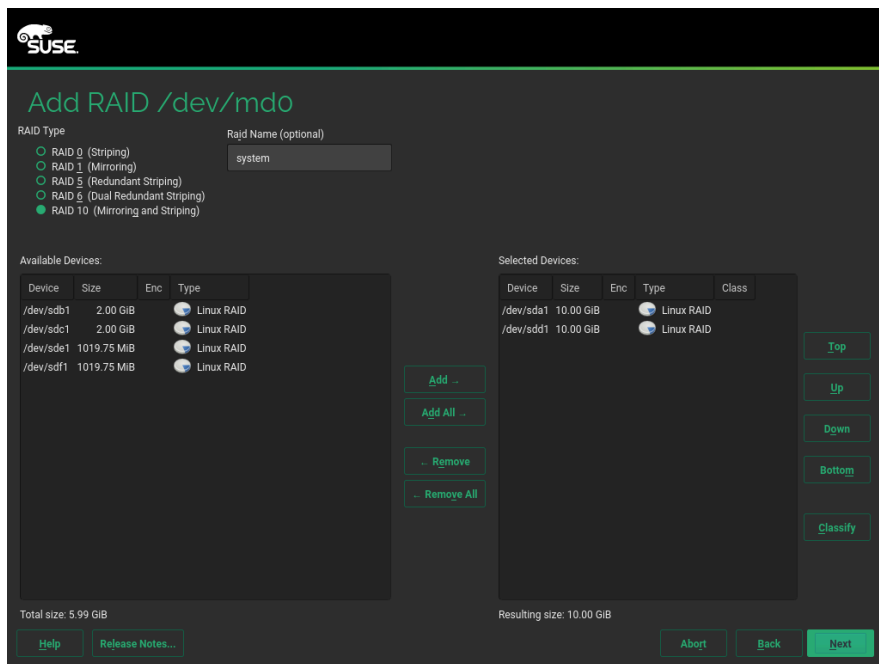 SUSE.
Add RAID /dev/md0
RAID Type
RAID 0 (Striping)
RAID 1 (Mirroring)
RAID 5 (Redundant Striping)
RAID 6 (Dual Redundant Striping)
RAID 10 (Mirroring and Striping)
Raid Name (optional)
system
Available Devices:
Device Size Enc Type
/dev/sdb1 2.00 GiB Linux RAID
/dev/sdc1 2.00 GiB Linux RAID
/dev/sde1 1019.75 MiB Linux RAID
/dev/sdf1 1019.75 MiB Linux RAID
Total size: 5.99 GiB
Add →
Add All →
← Remove
← Remove All
Selected Devices:
Device Size Enc Type Class
/dev/sda1 10.00 GiB Linux RAID
/dev/sdd1 10.00 GiB Linux RAID
Resulting size: 10.00 GiB
Top
Up
Down
Bottom
Classify
Help
Release Notes...
Abort
Back
Next